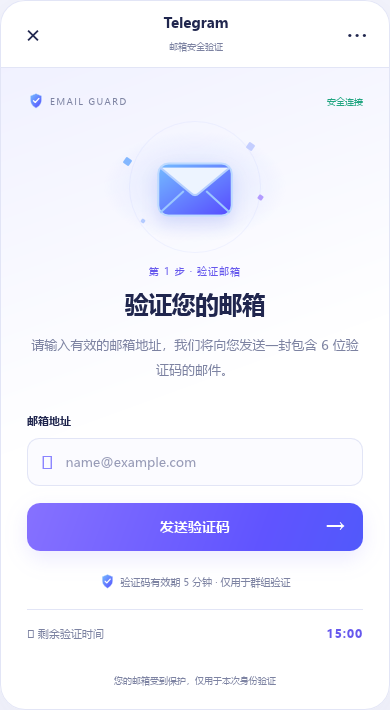 Telegram
邮箱安全验证
EMAIL GUARD
安全连接
第 1 步 · 验证邮箱
验证您的邮箱
请输入有效的邮箱地址，我们将向您发送一封包含 6 位验
证码的邮件。
邮箱地址
name@example.com
发送验证码 →
验证码有效期 5 分钟 · 仅用于群组验证
剩余验证时间
15:00
您的邮箱受到保护，仅用于本次身份验证